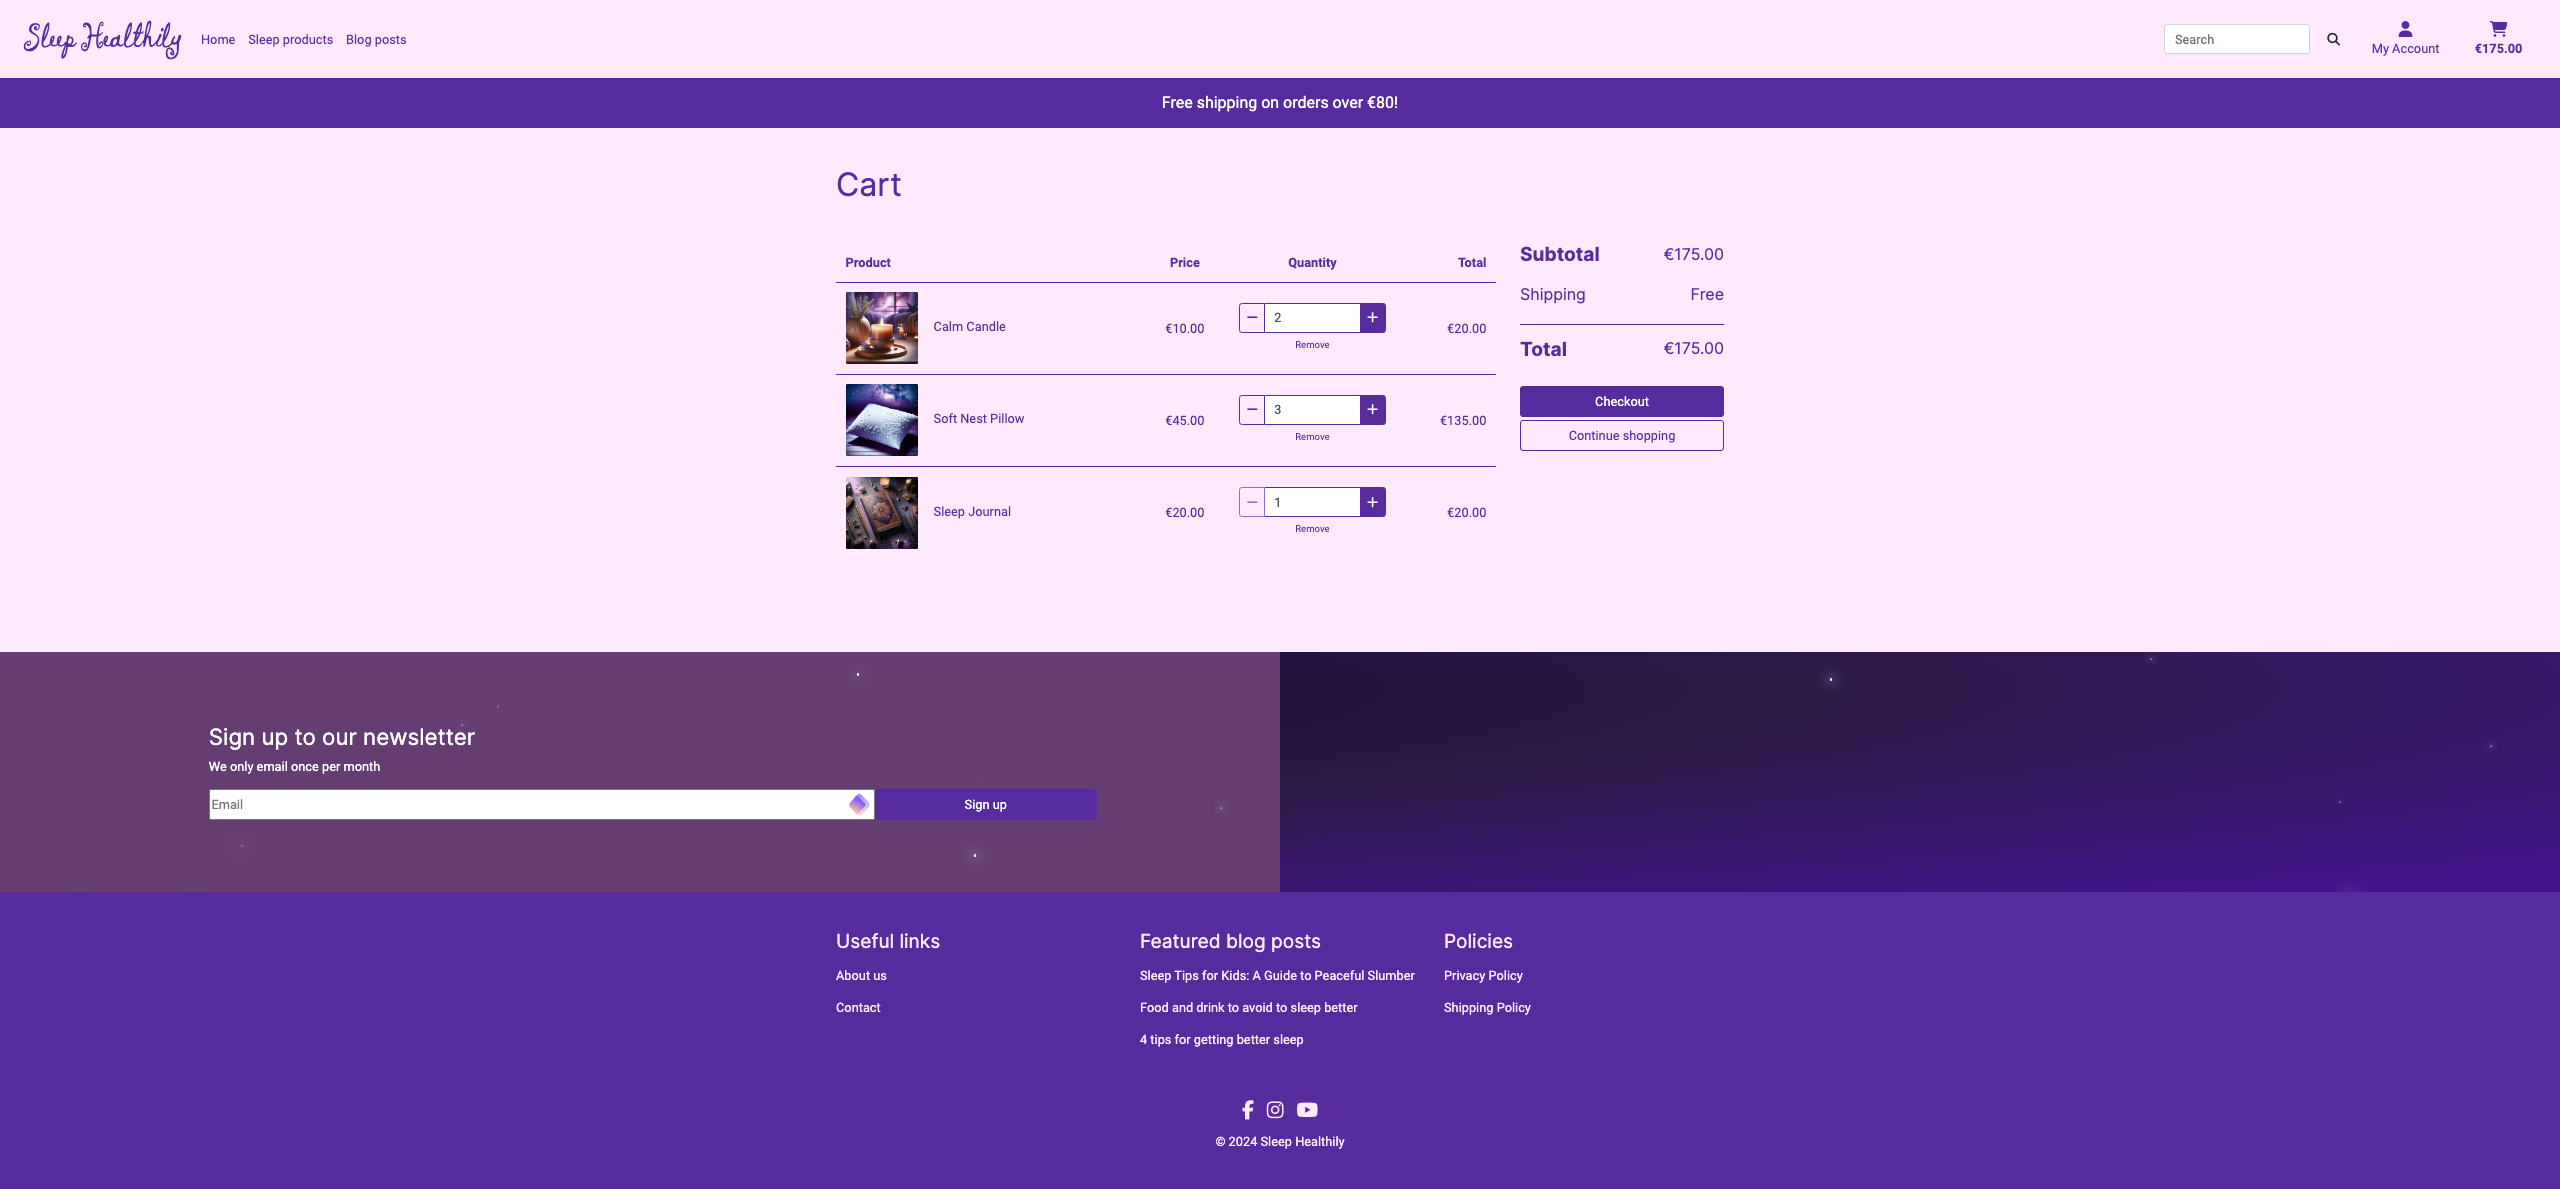 Sleep Healthily
Home Sleep products Blog posts
Search
My Account
€175.00
Free shipping on orders over €80!
Cart
Product Price Quantity Total
Calm Candle €10.00 2 €20.00
Remove
Soft Nest Pillow €45.00 3 €135.00
Remove
Sleep Journal €20.00 1 €20.00
Remove
Subtotal €175.00
Shipping Free
Total €175.00
Checkout
Continue shopping
Sign up to our newsletter
We only email once per month
Email Sign up
Useful links
About us
Contact
Featured blog posts
Sleep Tips for Kids: A Guide to Peaceful Slumber
Food and drink to avoid to sleep better
4 tips for getting better sleep
Policies
Privacy Policy
Shipping Policy
© 2024 Sleep Healthily